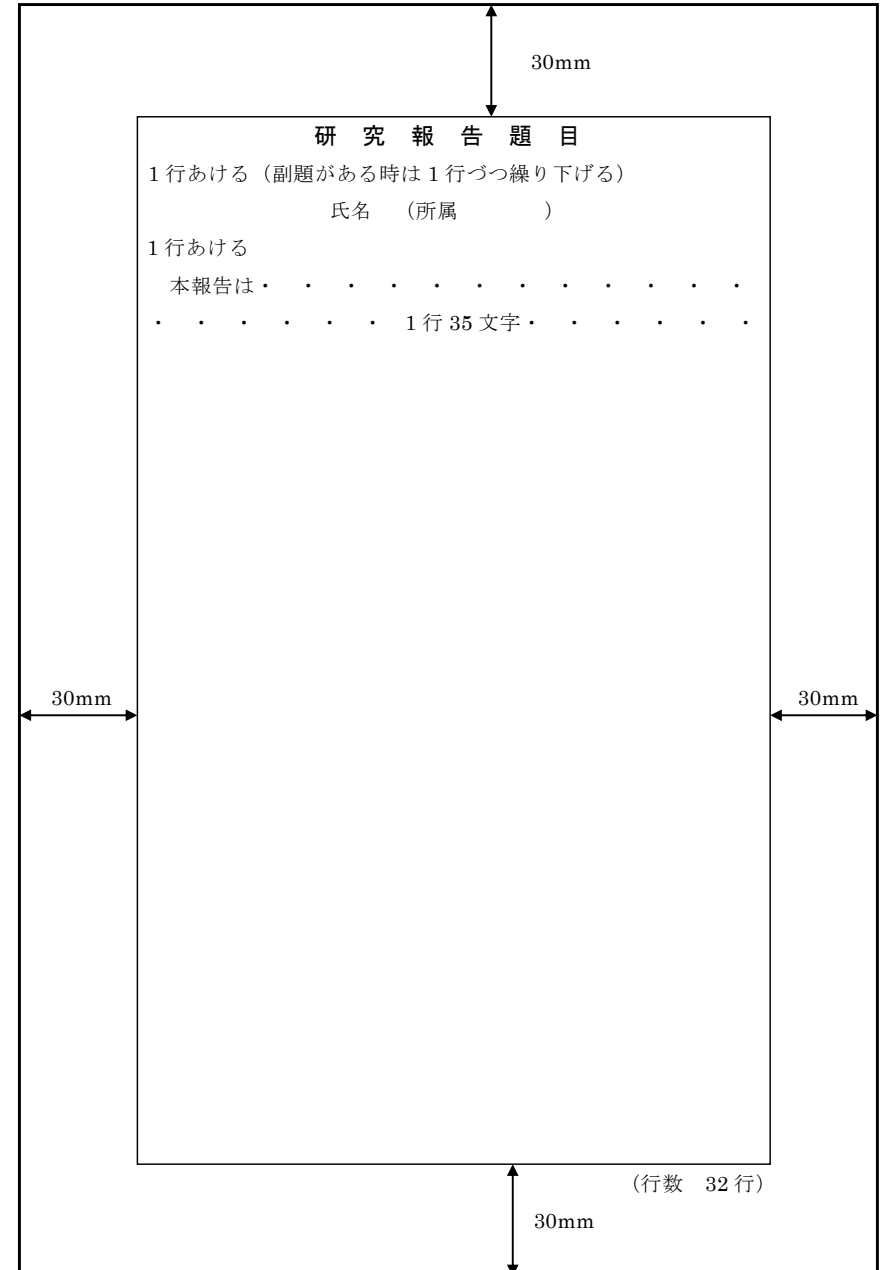 30mm
研 究 報 告 題 目
1行あける（副題がある時は1行づつ繰り下げる）
氏名　（所属　　　　）
1行あける
本報告は・ ・ ・ ・ ・ ・ ・ ・ ・ ・ ・ ・
・ ・ ・ ・ ・ ・ 1行35文字・ ・ ・ ・ ・ ・
30mm
30mm
（行数　32行）
30mm